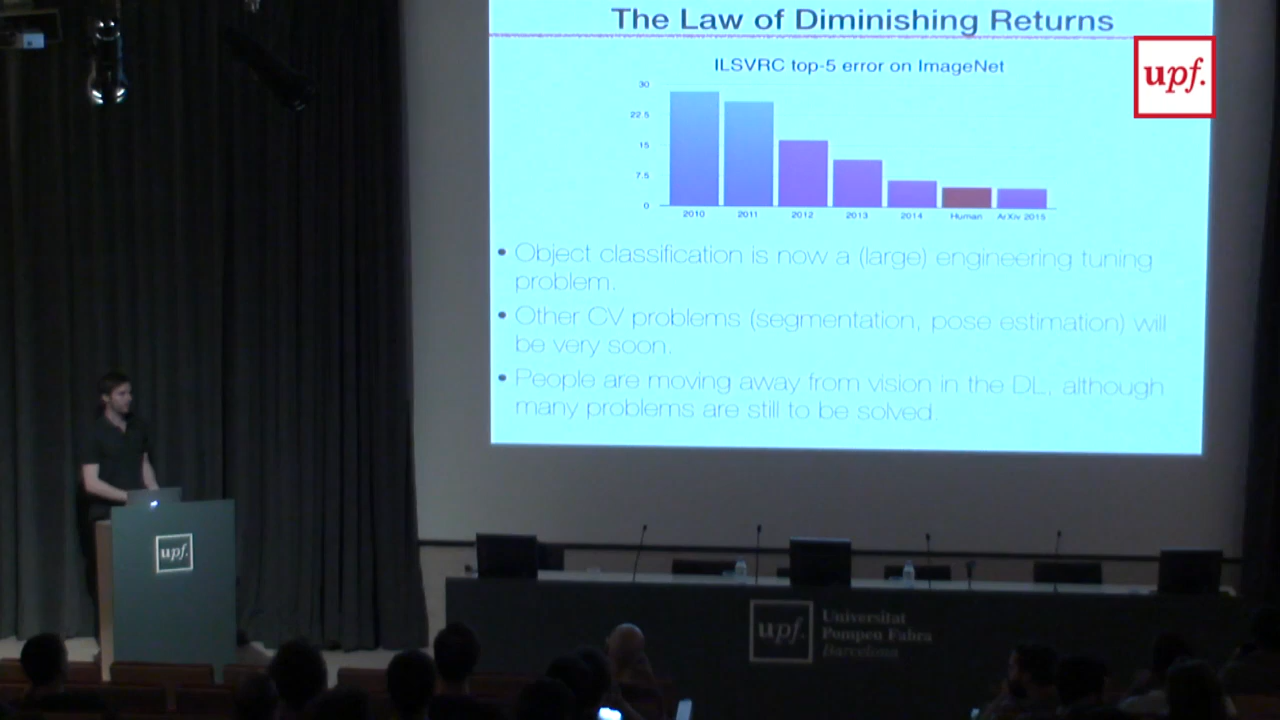 The Law of Diminishing Returns
upf.
ILSVRC top-5 error on ImageNet
30
22.5
15
7.5
0
2010 2011 2012 2013 2014 Human ArXiv 2015
• Object classification is now a (large) engineering tuning
problem.
• Other CV problems (segmentation, pose estimation) will
be very soon.
• People are moving away from vision in the DL, although
many problems are still to be solved.
upf.
upf.
Universitat
Pompeu Fabra
Barcelona